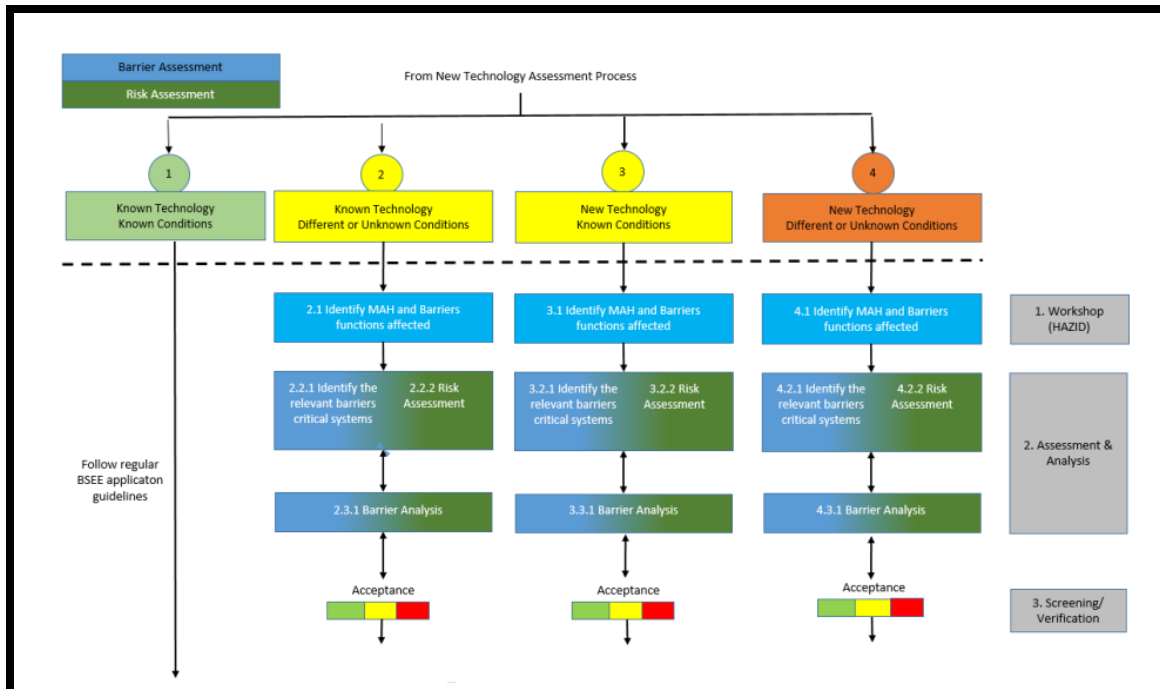 Barrier Assessment
Risk Assessment
From New Technology Assessment Process
1
2
3
4
Known Technology
Known Conditions
Known Technology
Different or Unknown Conditions
New Technology
Known Conditions
New Technology
Different or Unknown Conditions
2.1 Identify MAH and Barriers
functions affected
3.1 Identify MAH and Barriers
functions affected
4.1 Identify MAH and Barriers
functions affected
1. Workshop
(HAZID)
2.2.1 Identify the
relevant barriers
critical systems
2.2.2 Risk
Assessment
3.2.1 Identify the
relevant barriers
critical systems
3.2.2 Risk
Assessment
4.2.1 Identify the
relevant barriers
critical systems
4.2.2 Risk
Assessment
2. Assessment &
Analysis
Follow regular
BSEE applicaton
guidelines
2.3.1 Barrier Analysis
3.3.1 Barrier Analysis
4.3.1 Barrier Analysis
Acceptance
Acceptance
Acceptance
3. Screening/
Verification